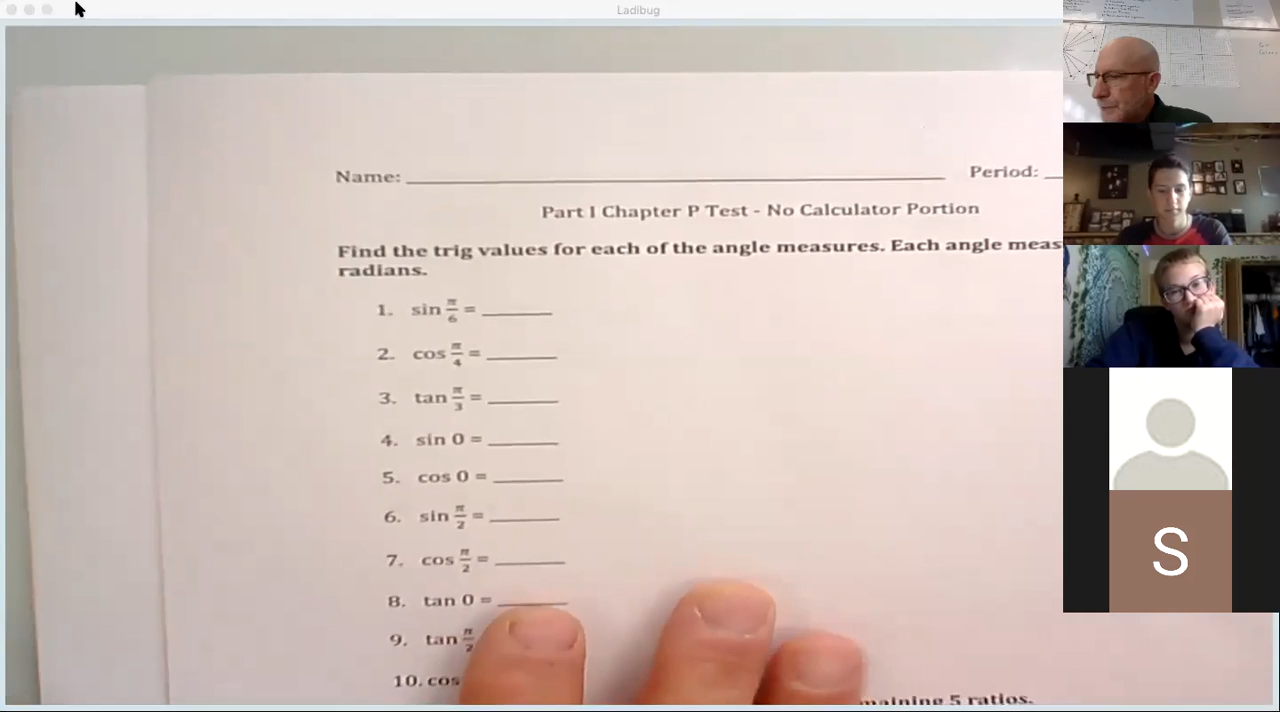 Ladibug
Name: Period:
Part I Chapter P Test - No Calculator Portion
Find the trig values for each of the angle measures. Each angle meas
radians.
1. sin π/6 =
2. cos π/4 =
3. tan π/3 =
4. sin 0 =
5. cos 0 =
6. sin π/2 =
7. cos π/2 =
8. tan 0 =
9. tan π/2
10. cos
maining 5 ratios.
S